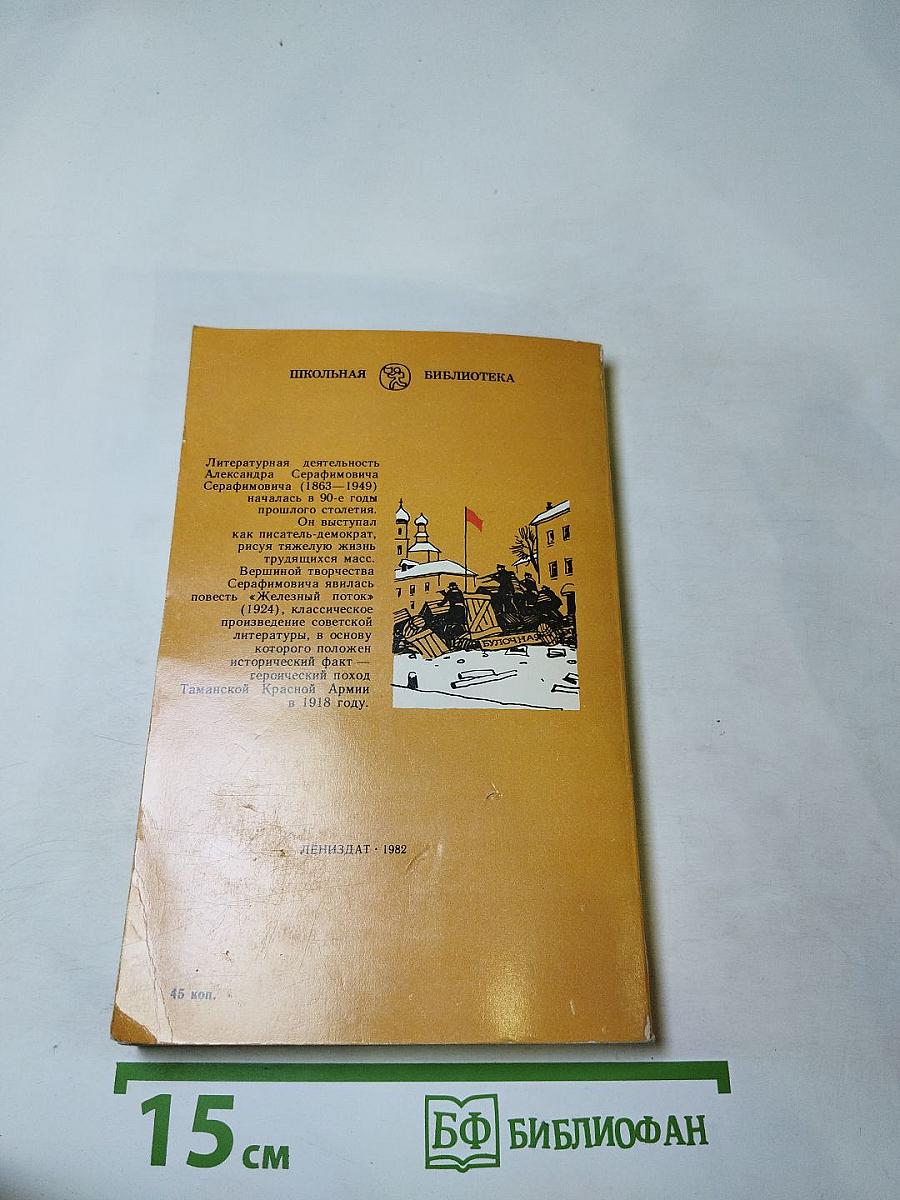 ШКОЛЬНАЯ БИБЛИОТЕКА
Литературная деятельность
Александра Серафимовича
Серафимовича (1863—1949)
началась в 90-е годы
прошлого столетия.
Он выступал
как писатель-демократ,
рисуя тяжелую жизнь
трудящихся масс.
Вершиной творчества
Серафимовича явилась
повесть «Железный поток»
(1924), классическое
произведение советской
литературы, в основу
которого положен
исторический факт —
героический поход
Таманской Красной Армии
в 1918 году.
БУЛОЧНАЯ
ЛЕНИЗДАТ · 1982
45 коп.
15 см
БФ БИБЛИОФАН